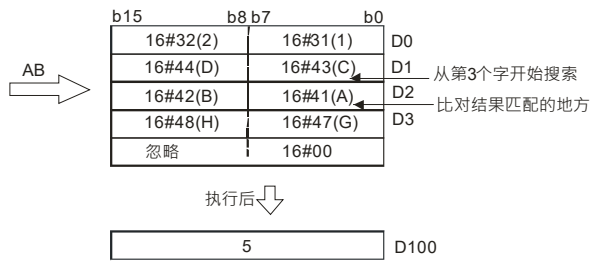 b15 b8 b7 b0
16#32(2) 16#31(1) D0
AB 16#44(D) 16#43(C) D1 从第3个字开始搜索
16#42(B) 16#41(A) D2 比对结果匹配的地方
16#48(H) 16#47(G) D3
忽略 16#00
执行后
5 D100